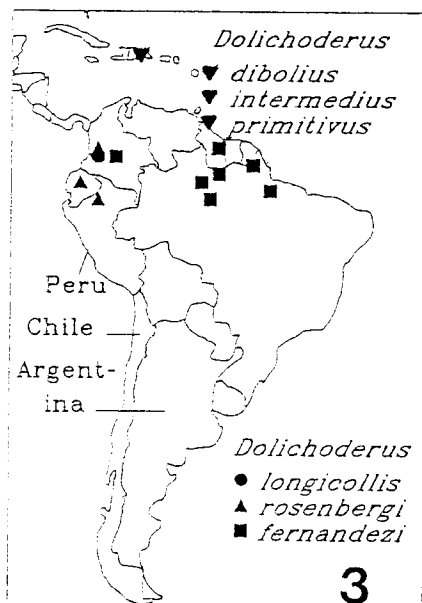 Dolichoderus
dibolius
intermedius
primitivus
Peru
Chile
Argent-
ina
Dolichoderus
longicollis
rosenbergi
fernandezi
3